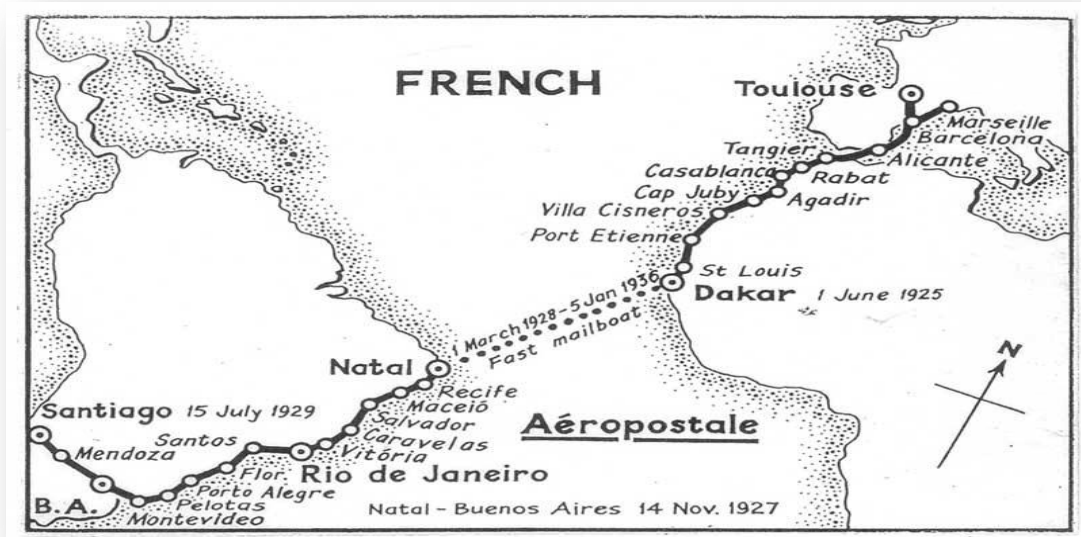 FRENCH
Toulouse
Marseille
Barcelona
Alicante
Tangier
Rabat
Casablanca
Agadir
Cap Juby
Villa Cisneros
Port Etienne
St Louis
Dakar 1 June 1925
1 March 1928-5 Jan 1936
Fast mailboat
N
Natal
Recife
Maceió
Salvador
Caravelas
Vitória
Aéropostale
Santiago 15 July 1929
Santos
Mendoza
Rio de Janeiro
Flor.
Porto Alegre
Pelotas
B.A.
Montevideo
Natal - Buenos Aires 14 Nov. 1927